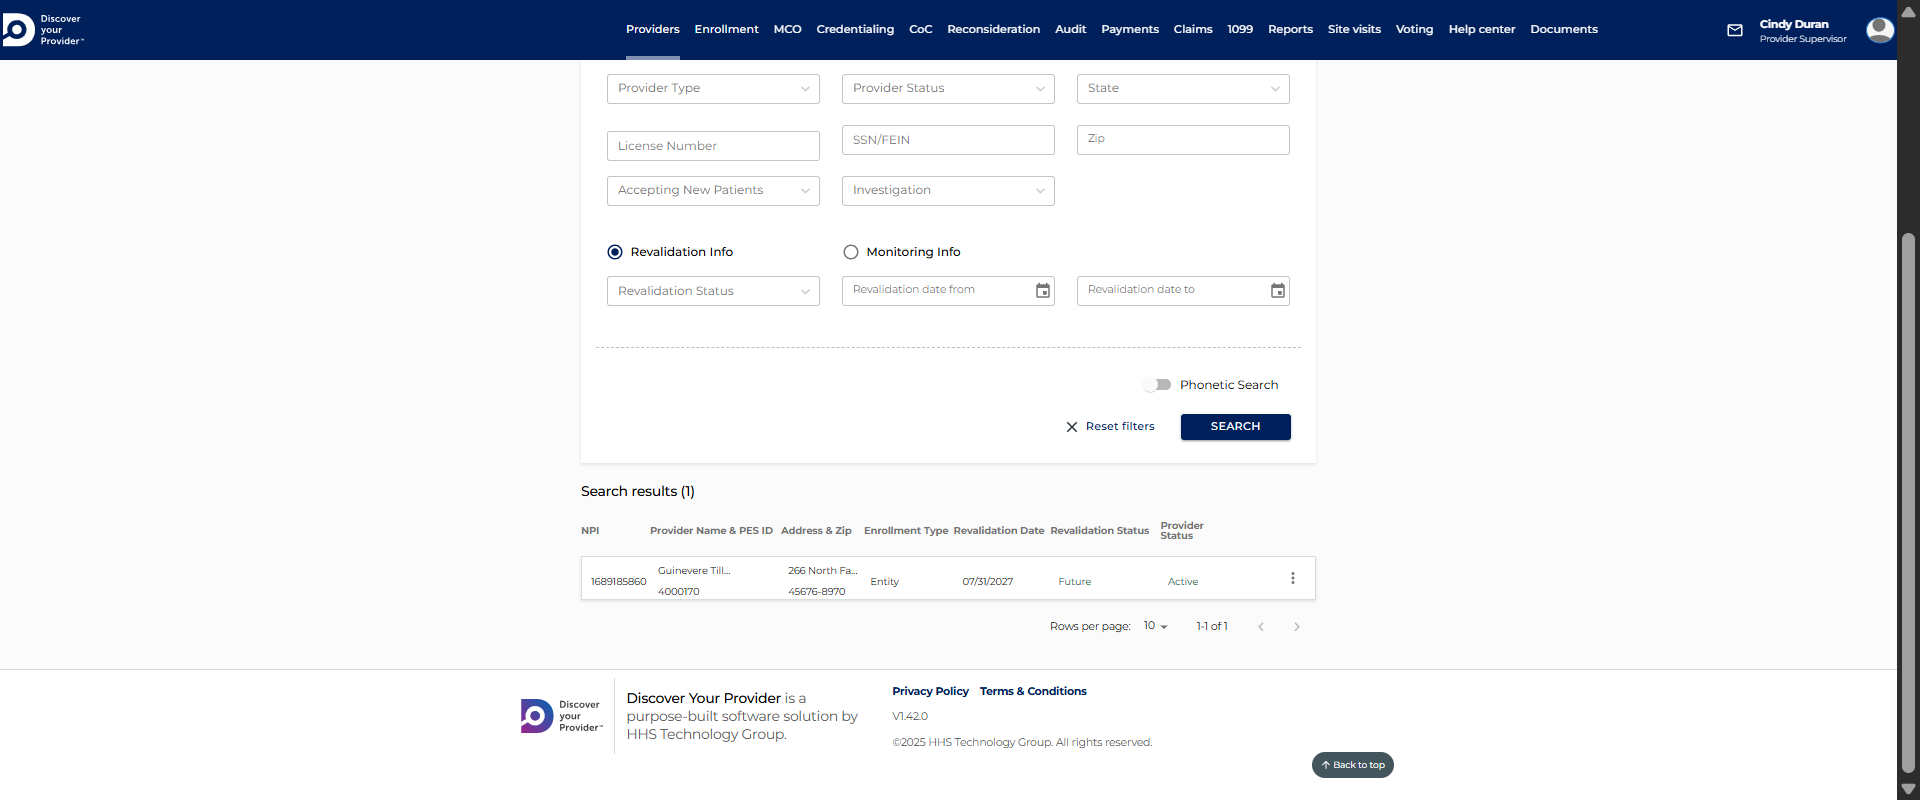 Discover
your
Provider™
Providers Enrollment MCO Credentialing CoC Reconsideration Audit Payments Claims 1099 Reports Site visits Voting Help center Documents
Cindy Duran
Provider Supervisor
Provider Type Provider Status State
License Number SSN/FEIN Zip
Accepting New Patients Investigation
Revalidation Info Monitoring Info
Revalidation Status Revalidation date from Revalidation date to
Phonetic Search
Reset filters SEARCH
Search results (1)
NPI Provider Name & PES ID Address & Zip Enrollment Type Revalidation Date Revalidation Status Provider Status
1689185860 Guinevere Till... 266 North Fa... Entity 07/31/2027 Future Active
4000170 45676-8970
Rows per page: 10 1-1 of 1
Discover
your
Provider™
Discover Your Provider is a
purpose-built software solution by
HHS Technology Group.
Privacy Policy Terms & Conditions
V1.42.0
©2025 HHS Technology Group. All rights reserved.
Back to top